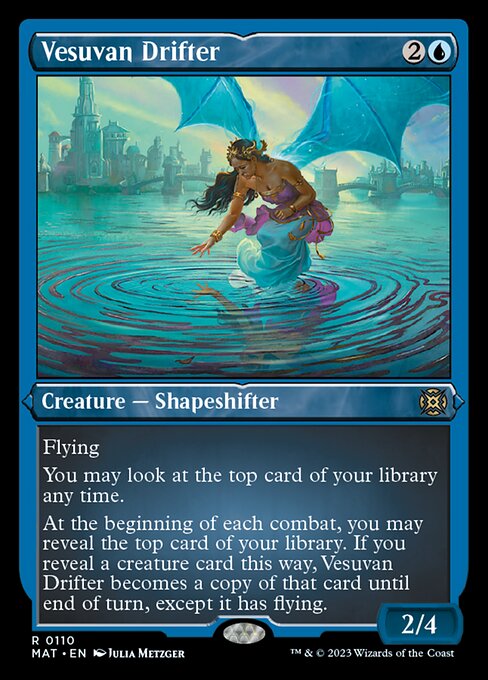 Vesuvan Drifter 2
Creature — Shapeshifter
Flying
You may look at the top card of your library
any time.
At the beginning of each combat, you may
reveal the top card of your library. If you
reveal a creature card this way, Vesuvan
Drifter becomes a copy of that card until
end of turn, except it has flying.
2/4
R 0110
MAT • EN Julia Metzger
™ & © 2023 Wizards of the Coast